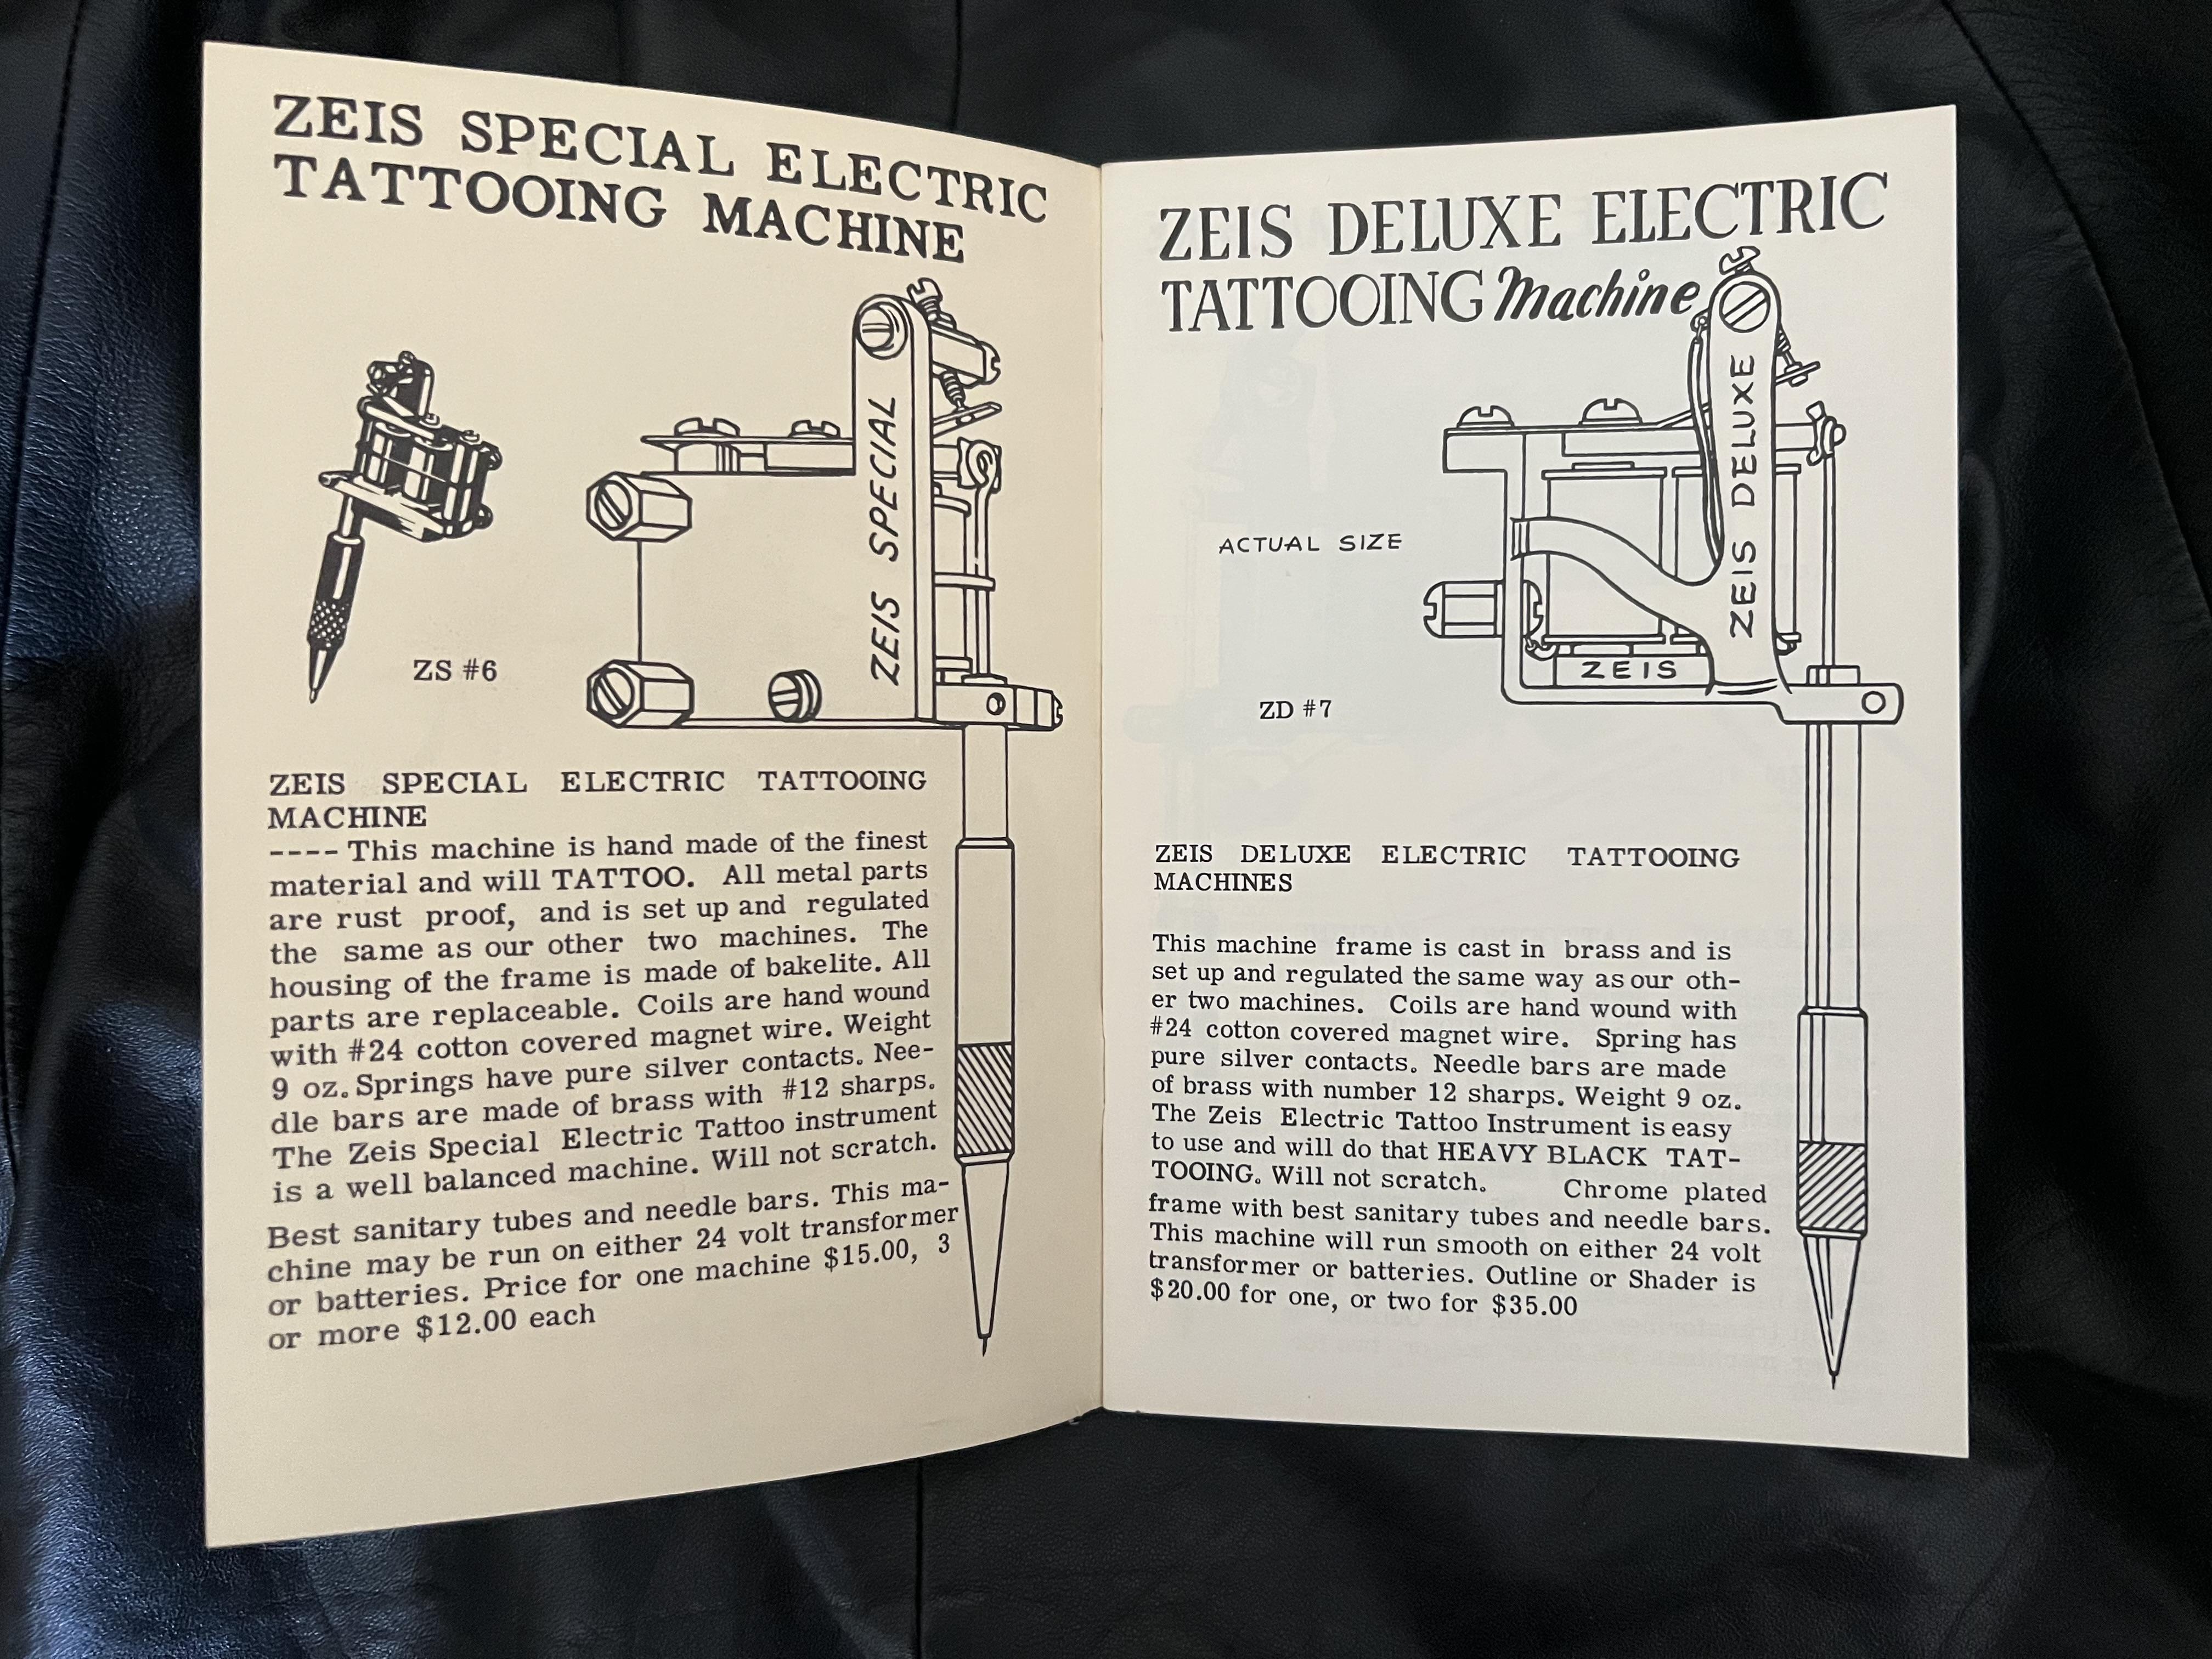 ZEIS SPECIAL ELECTRIC
TATTOOING MACHINE
ZEIS SPECIAL
ZS #6
ZEIS SPECIAL ELECTRIC TATTOOING
MACHINE
---- This machine is hand made of the finest
material and will TATTOO. All metal parts
are rust proof, and is set up and regulated
the same as our other two machines. The
housing of the frame is made of bakelite. All
parts are replaceable. Coils are hand wound
with #24 cotton covered magnet wire. Weight
9 oz. Springs have pure silver contacts. Nee-
dle bars are made of brass with #12 sharps.
The Zeis Special Electric Tattoo instrument
is a well balanced machine. Will not scratch.
Best sanitary tubes and needle bars. This ma-
chine may be run on either 24 volt transformer
or batteries. Price for one machine $15.00, 3
or more $12.00 each
ZEIS DELUXE ELECTRIC
TATTOOING Machine
ZEIS DELUXE
ACTUAL SIZE
ZEIS
ZD #7
ZEIS DELUXE ELECTRIC TATTOOING
MACHINES
This machine frame is cast in brass and is
set up and regulated the same way as our oth-
er two machines. Coils are hand wound with
#24 cotton covered magnet wire. Spring has
pure silver contacts. Needle bars are made
of brass with number 12 sharps. Weight 9 oz.
The Zeis Electric Tattoo Instrument is easy
to use and will do that HEAVY BLACK TAT-
TOOING. Will not scratch. Chrome plated
frame with best sanitary tubes and needle bars.
This machine will run smooth on either 24 volt
transformer or batteries. Outline or Shader is
$20.00 for one, or two for $35.00